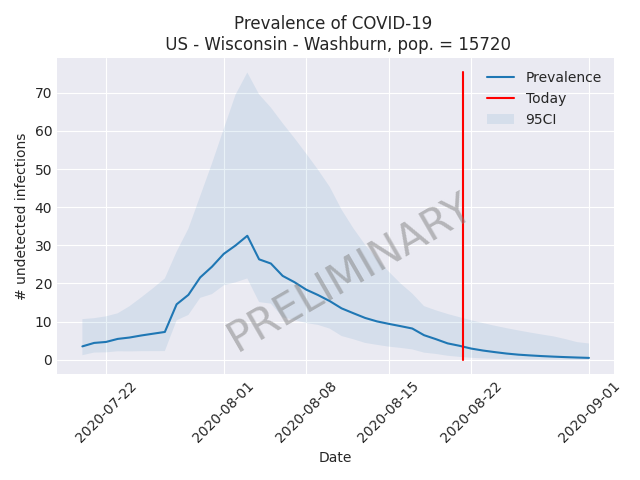 Prevalence of COVID-19
US - Wisconsin - Washburn, pop. = 15720
Prevalence
Today
95CI
PRELIMINARY
# undetected infections
70
60
50
40
30
20
10
0
2020-07-22
2020-08-01
2020-08-08
2020-08-15
2020-08-22
2020-09-01
Date